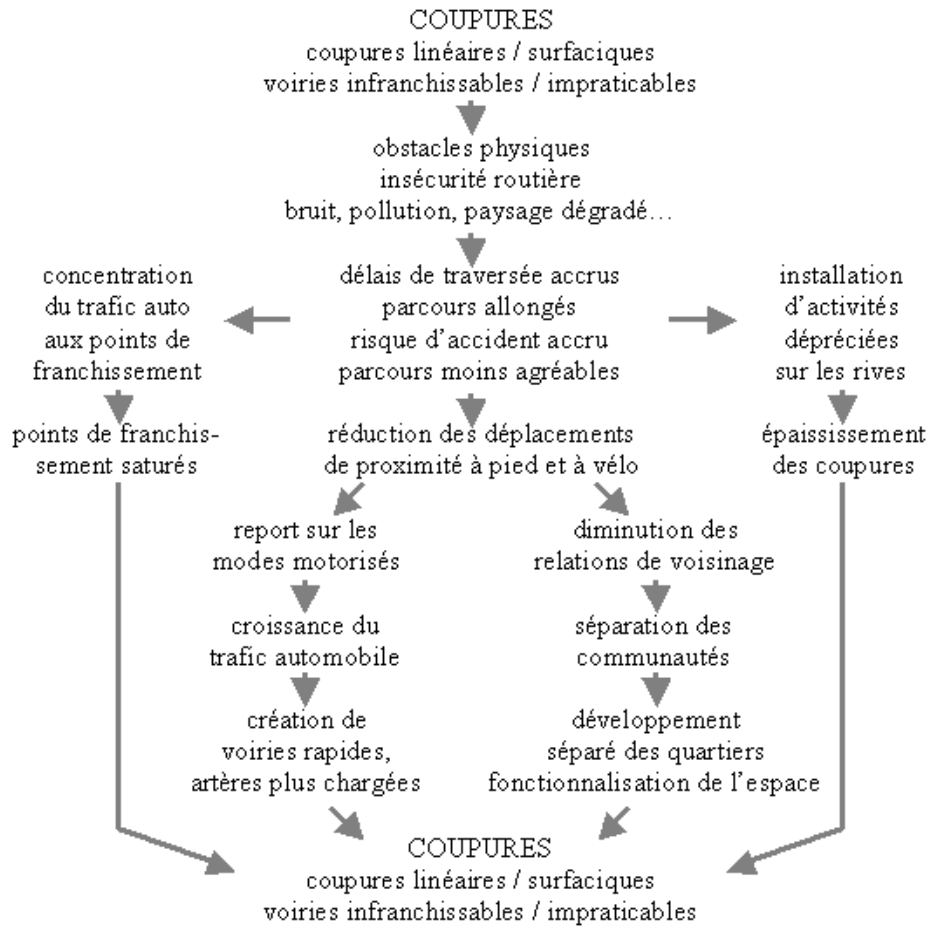 COUPURES
coupures linéaires / surfaciques
voiries infranchissables / impraticables
obstacles physiques
insécurité routière
bruit, pollution, paysage dégradé…
concentration
du trafic auto
aux points de
franchissement
délais de traversée accrus
parcours allongés
risque d’accident accru
parcours moins agréables
installation
d’activités
dépréciées
sur les rives
points de franchis-
sement saturés
réduction des déplacements
de proximité à pied et à vélo
épaississement
des coupures
report sur les
modes motorisés
diminution des
relations de voisinage
croissance du
trafic automobile
séparation des
communautés
création de
voiries rapides,
artères plus chargées
développement
séparé des quartiers
fonctionnalisation de l’espace
COUPURES
coupures linéaires / surfaciques
voiries infranchissables / impraticables